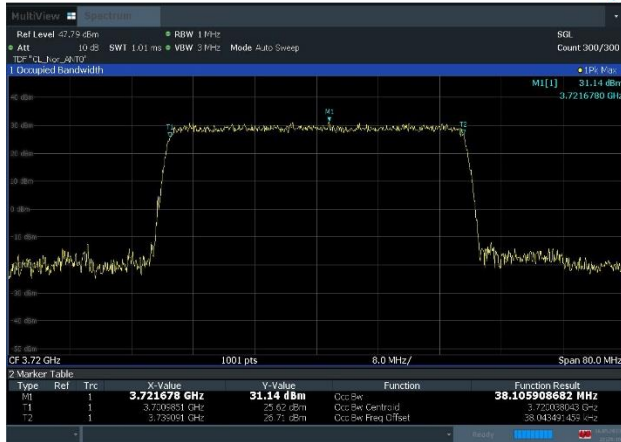 MultiView Spectrum
Ref Level 47.79 dBm RBW 1 MHz SGL
Att 10 dB SWT 1.01 ms VBW 3 MHz Mode Auto Sweep Count 300/300
TDF "CL_Nor_ANT0"
1 Occupied Bandwidth 1Pk Max
M1[1] 31.14 dBm
3.7216780 GHz
40 dBm
M1
30 dBm
T1 T2
20 dBm
10 dBm
0 dBm
-10 dBm
-30 dBm
-40 dBm
-50 dBm
CF 3.72 GHz 1001 pts 8.0 MHz/ Span 80.0 MHz
2 Marker Table
Type Ref Trc X-Value Y-Value Function Function Result
M1 1 3.721678 GHz 31.14 dBm Occ Bw 38.105908682 MHz
T1 1 3.7009851 GHz 25.62 dBm Occ Bw Centroid 3.720038043 GHz
T2 1 3.739091 GHz 26.71 dBm Occ Bw Freq Offset 38.043491459 kHz
Ready